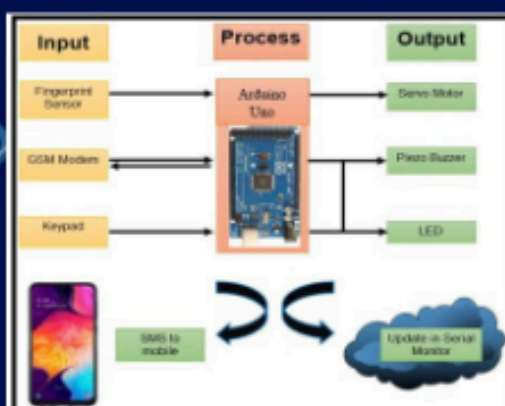 Input
Process
Output
Fingerprint
Sensor
Arduino
Uno
Servo Motor
GSM Modem
Piezo Buzzer
Keypad
LED
SMS to
mobile
Update in Serial
Monitor